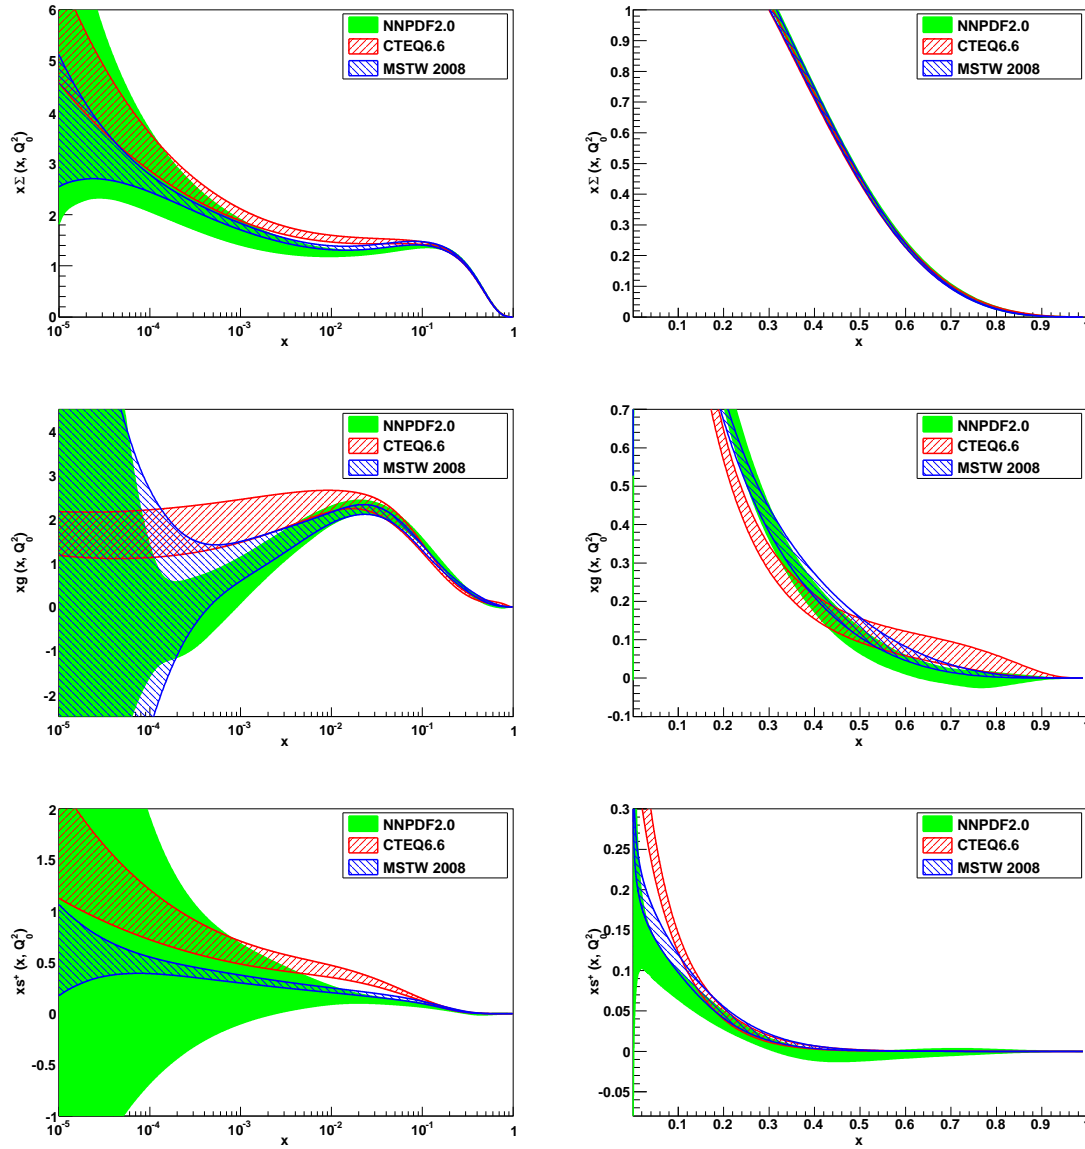 NNPDF2.0
CTEQ6.6
MSTW 2008
x Σ (x, Q₀²)
6
5
4
3
2
1
0
10⁻⁵ 10⁻⁴ 10⁻³ 10⁻² 10⁻¹ 1
x
NNPDF2.0
CTEQ6.6
MSTW 2008
x Σ (x, Q₀²)
1
0.9
0.8
0.7
0.6
0.5
0.4
0.3
0.2
0.1
0
0.1 0.2 0.3 0.4 0.5 0.6 0.7 0.8 0.9 1
x
NNPDF2.0
CTEQ6.6
MSTW 2008
xg (x, Q₀²)
4
3
2
1
0
-1
-2
10⁻⁵ 10⁻⁴ 10⁻³ 10⁻² 10⁻¹ 1
x
NNPDF2.0
CTEQ6.6
MSTW 2008
xg (x, Q₀²)
0.7
0.6
0.5
0.4
0.3
0.2
0.1
0
-0.1
0.1 0.2 0.3 0.4 0.5 0.6 0.7 0.8 0.9 1
x
NNPDF2.0
CTEQ6.6
MSTW 2008
xs⁺ (x, Q₀²)
2
1.5
1
0.5
0
-0.5
-1
10⁻⁵ 10⁻⁴ 10⁻³ 10⁻² 10⁻¹ 1
x
NNPDF2.0
CTEQ6.6
MSTW 2008
xs⁺ (x, Q₀²)
0.3
0.25
0.2
0.15
0.1
0.05
0
-0.05
0.1 0.2 0.3 0.4 0.5 0.6 0.7 0.8 0.9 1
x